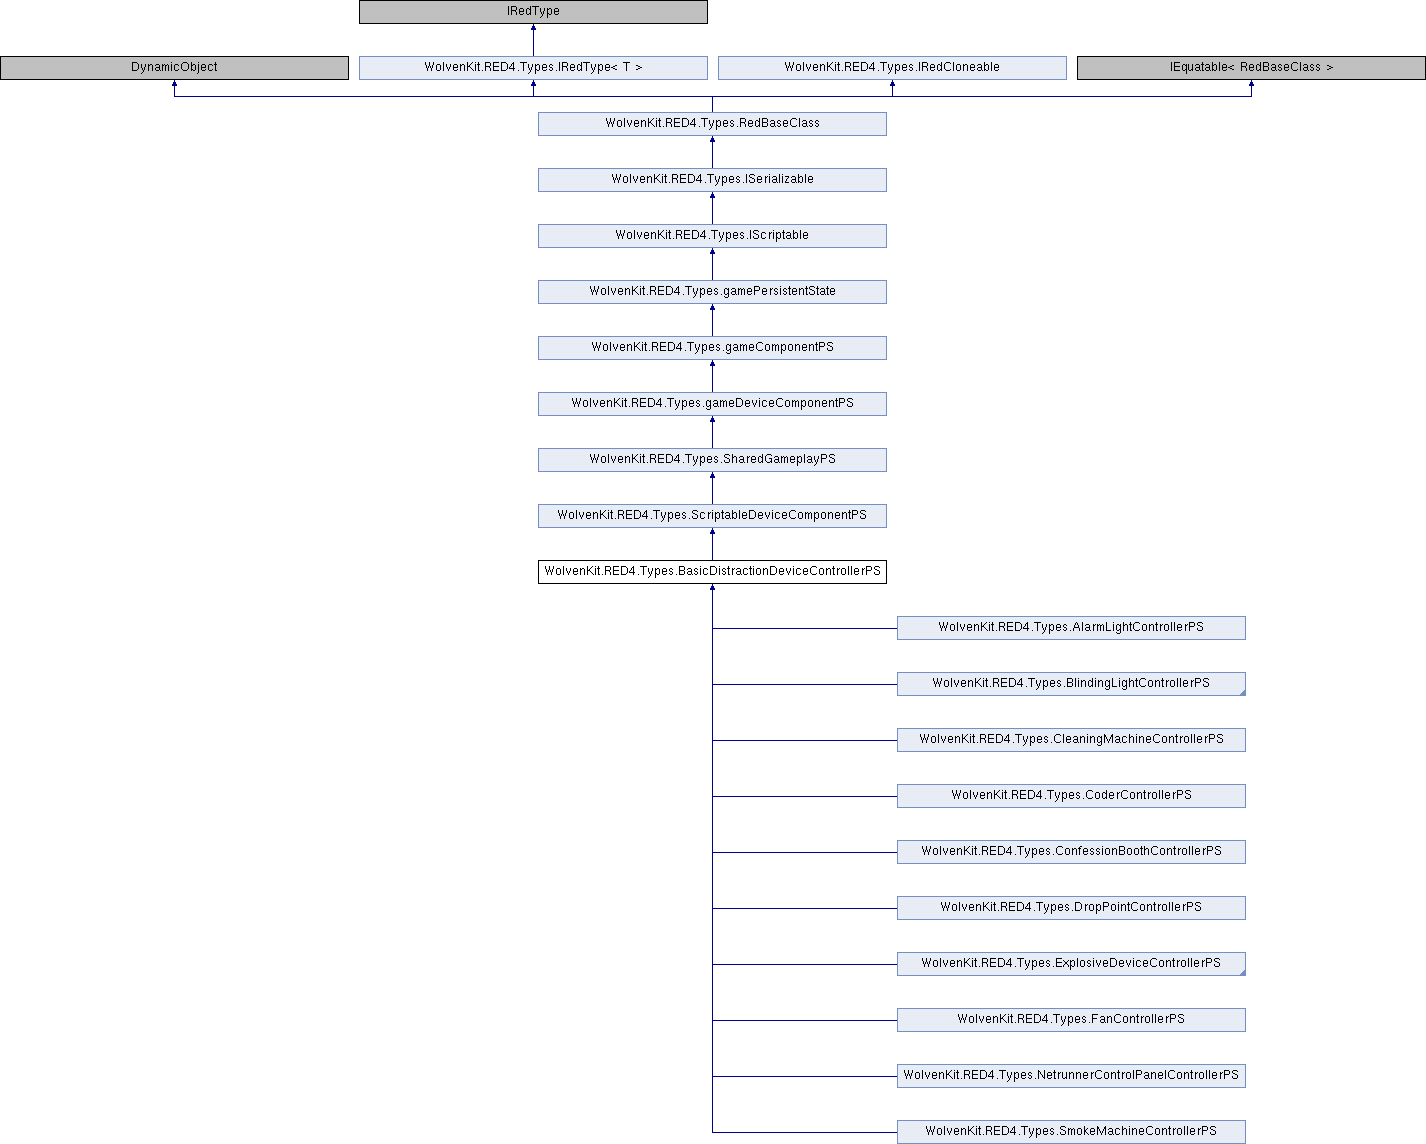 IRedType
DynamicObject
WolvenKit.RED4.Types.IRedType< T >
WolvenKit.RED4.Types.IRedCloneable
IEquatable< RedBaseClass >
WolvenKit.RED4.Types.RedBaseClass
WolvenKit.RED4.Types.ISerializable
WolvenKit.RED4.Types.IScriptable
WolvenKit.RED4.Types.gamePersistentState
WolvenKit.RED4.Types.gameComponentPS
WolvenKit.RED4.Types.gameDeviceComponentPS
WolvenKit.RED4.Types.SharedGameplayPS
WolvenKit.RED4.Types.ScriptableDeviceComponentPS
WolvenKit.RED4.Types.BasicDistractionDeviceControllerPS
WolvenKit.RED4.Types.AlarmLightControllerPS
WolvenKit.RED4.Types.BlindingLightControllerPS
WolvenKit.RED4.Types.CleaningMachineControllerPS
WolvenKit.RED4.Types.CoderControllerPS
WolvenKit.RED4.Types.ConfessionBoothControllerPS
WolvenKit.RED4.Types.DropPointControllerPS
WolvenKit.RED4.Types.ExplosiveDeviceControllerPS
WolvenKit.RED4.Types.FanControllerPS
WolvenKit.RED4.Types.NetrunnerControlPanelControllerPS
WolvenKit.RED4.Types.SmokeMachineControllerPS